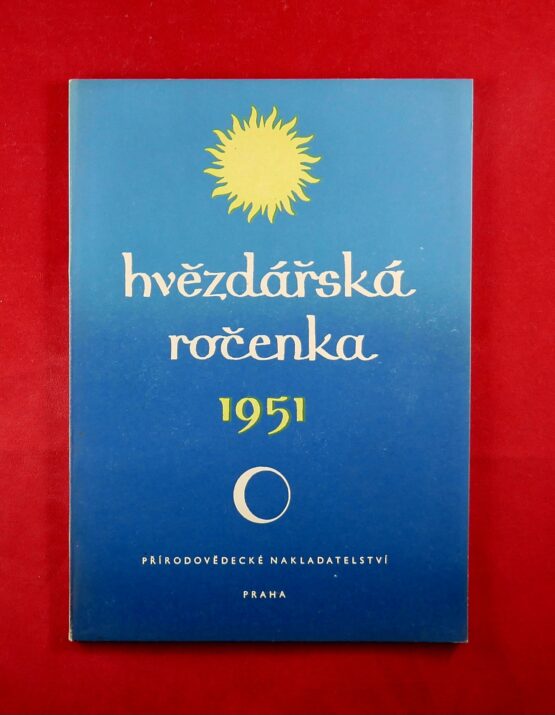 hvězdářská
ročenka
1951
PŘÍRODOVĚDECKÉ NAKLADATELSTVÍ
PRAHA